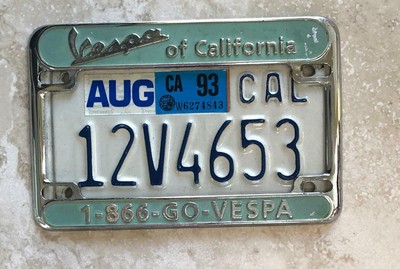 Vespa of California
AUG CA 93 CAL
W6274843
12V4653
1-866-GO-VESPA